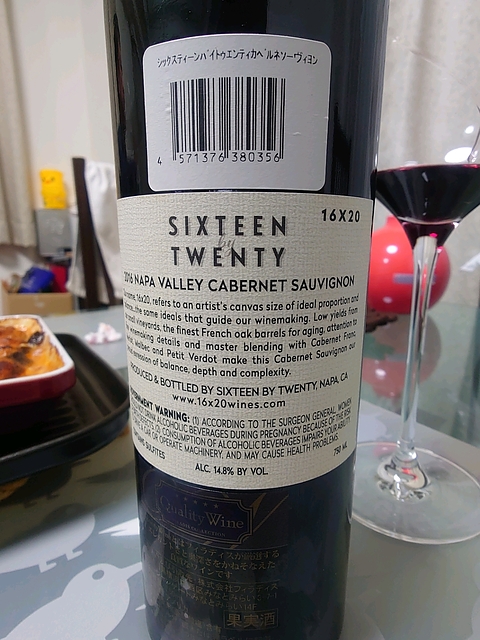 シックスティーンバイトゥエンティカベルネソーヴィヨン
4 571376 380356
16X20
SIXTEEN
by
TWENTY
2016 NAPA VALLEY CABERNET SAUVIGNON
name, 16x20, refers to an artist's canvas size of ideal proportion and
the same ideals that guide our winemaking. Low yields from
vineyards, the finest French oak barrels for aging, attention to
winemaking details and master blending with Cabernet Franc,
Malbec and Petit Verdot make this Cabernet Sauvignon our
expression of balance, depth and complexity.
PRODUCED & BOTTLED BY SIXTEEN BY TWENTY, NAPA, CA
www.16x20wines.com
GOVERNMENT WARNING: (1) ACCORDING TO THE SURGEON GENERAL, WOMEN
DRINK ALCOHOLIC BEVERAGES DURING PREGNANCY BECAUSE OF THE RISK
CONSUMPTION OF ALCOHOLIC BEVERAGES IMPAIRS YOUR ABILITY
OR OPERATE MACHINERY, AND MAY CAUSE HEALTH PROBLEMS.
SULFITES
750 ML
ALC. 14.8% BY VOL.
Quality Wine
果実酒